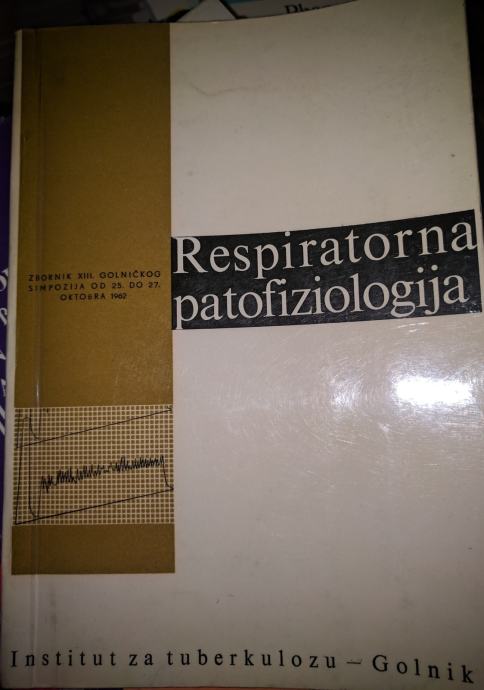 ZBORNIK XIII. GOLNIČKOG
SIMPOZIJA OD 25. DO 27.
OKTOBRA 1962
Respiratorna
patofiziologija
Institut za tuberkulozu – Golnik